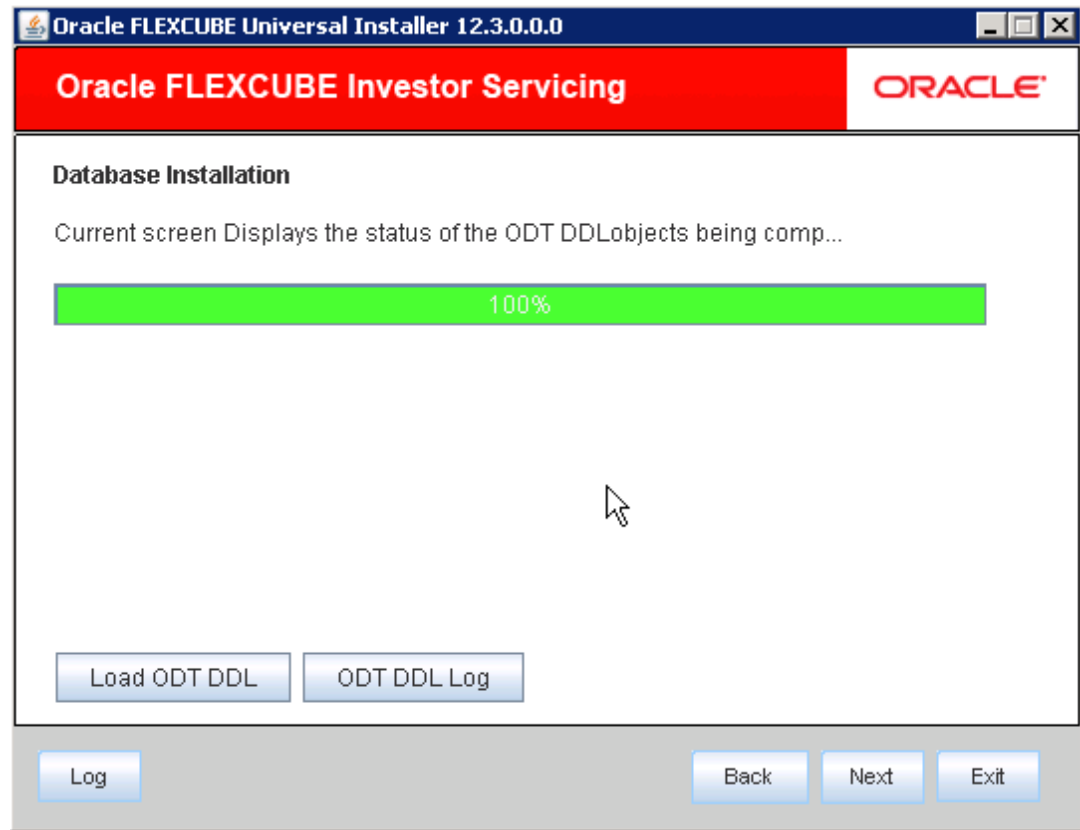 Oracle FLEXCUBE Universal Installer 12.3.0.0.0
Oracle FLEXCUBE Investor Servicing
ORACLE
Database Installation
Current screen Displays the status of the ODT DDLobjects being comp...
100%
Load ODT DDL
ODT DDL Log
Log
Back
Next
Exit